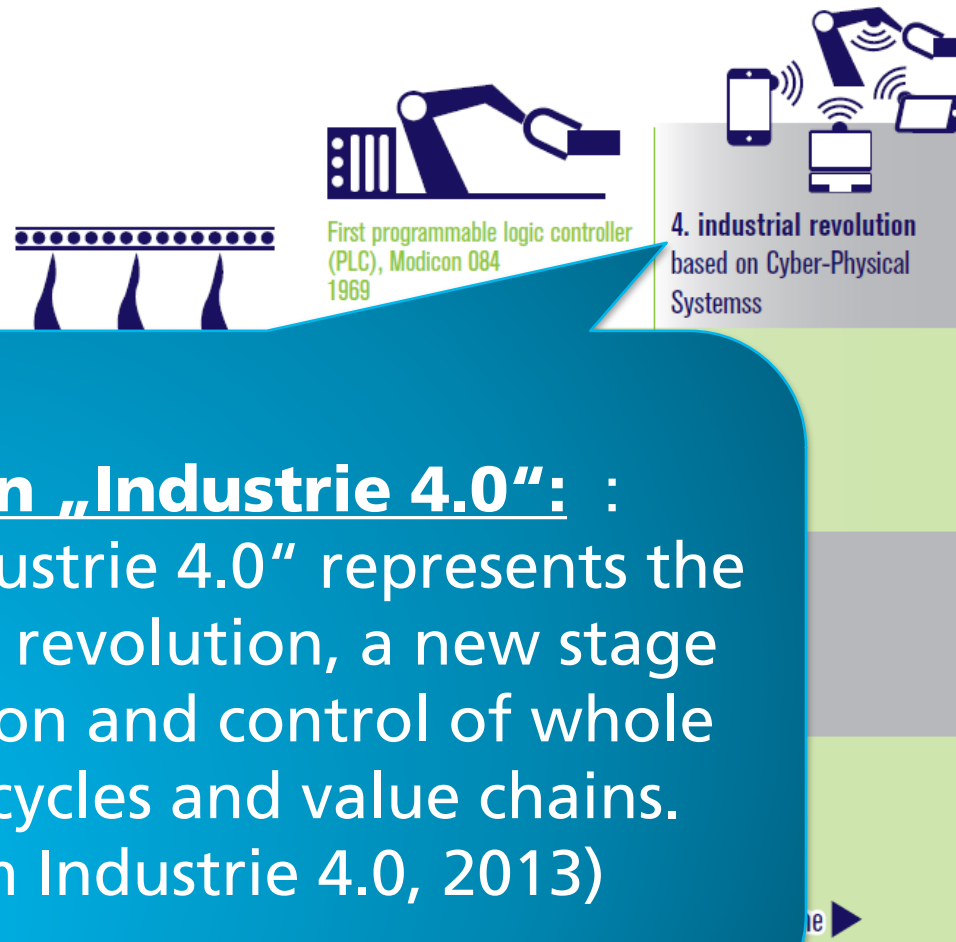 First programmable logic controller
(PLC), Modicon 084
1969
4. industrial revolution
based on Cyber-Physical
Systemss
n „Industrie 4.0“: :
ustrie 4.0“ represents the
revolution, a new stage
on and control of whole
cycles and value chains.
n Industrie 4.0, 2013)